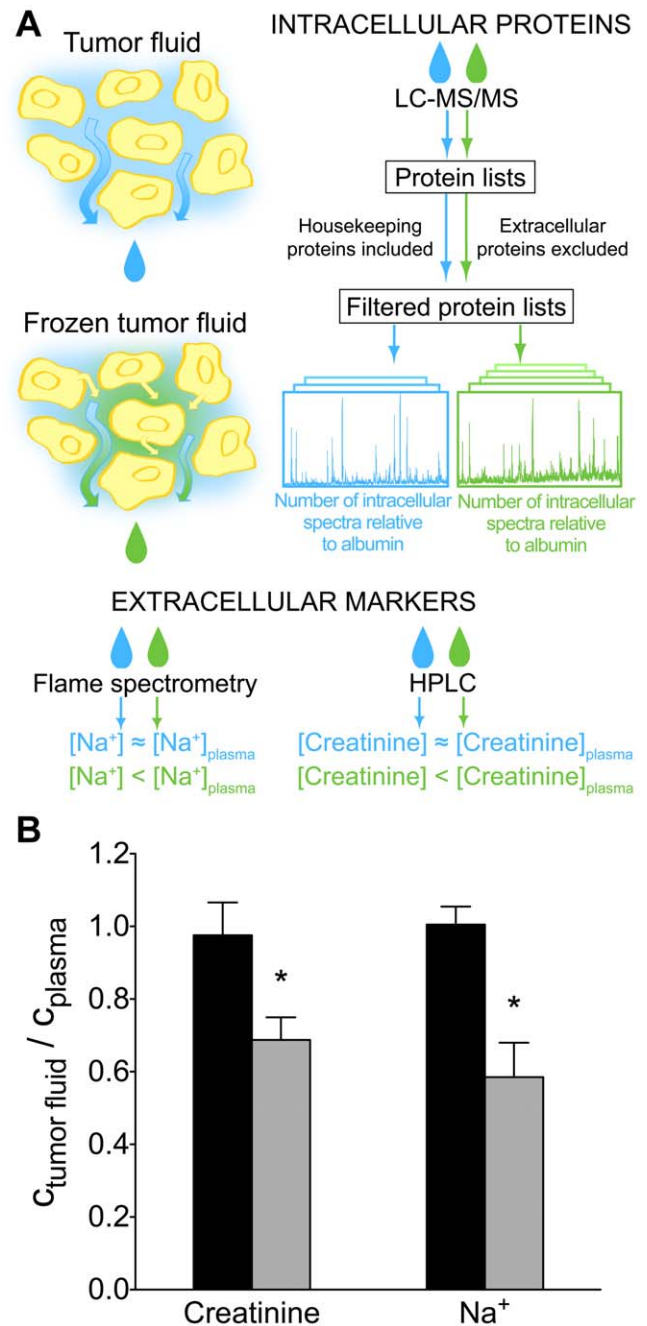 A
Tumor fluid
Frozen tumor fluid
INTRACELLULAR PROTEINS
LC-MS/MS
Protein lists
Housekeeping
proteins included
Extracellular
proteins excluded
Filtered protein lists
Number of intracellular
spectra relative
to albumin
Number of intracellular
spectra relative
to albumin
EXTRACELLULAR MARKERS
Flame spectrometry
[Na⁺] ≈ [Na⁺]plasma
[Na⁺] < [Na⁺]plasma
HPLC
[Creatinine] ≈ [Creatinine]plasma
[Creatinine] < [Creatinine]plasma
B
c tumor fluid / c plasma
1.2
1.0
0.8
0.6
0.4
0.2
0.0
*
*
Creatinine
Na⁺